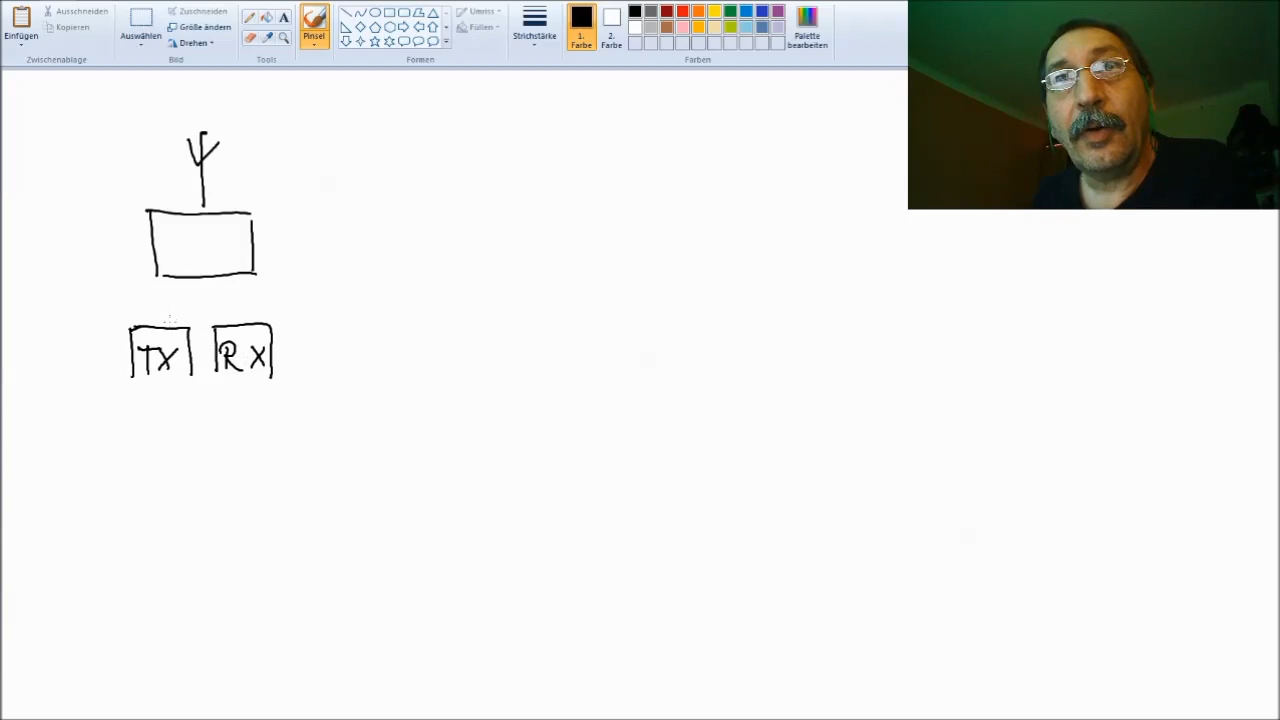 Einfügen
Ausschneiden
Kopieren
Zwischenablage
Auswählen
Zuschneiden
Größe ändern
Drehen
Bild
A
Tools
Pinsel
Umriss
Füllen
Formen
Strichstärke
1. Farbe
2. Farbe
Palette bearbeiten
Farben
TX RX